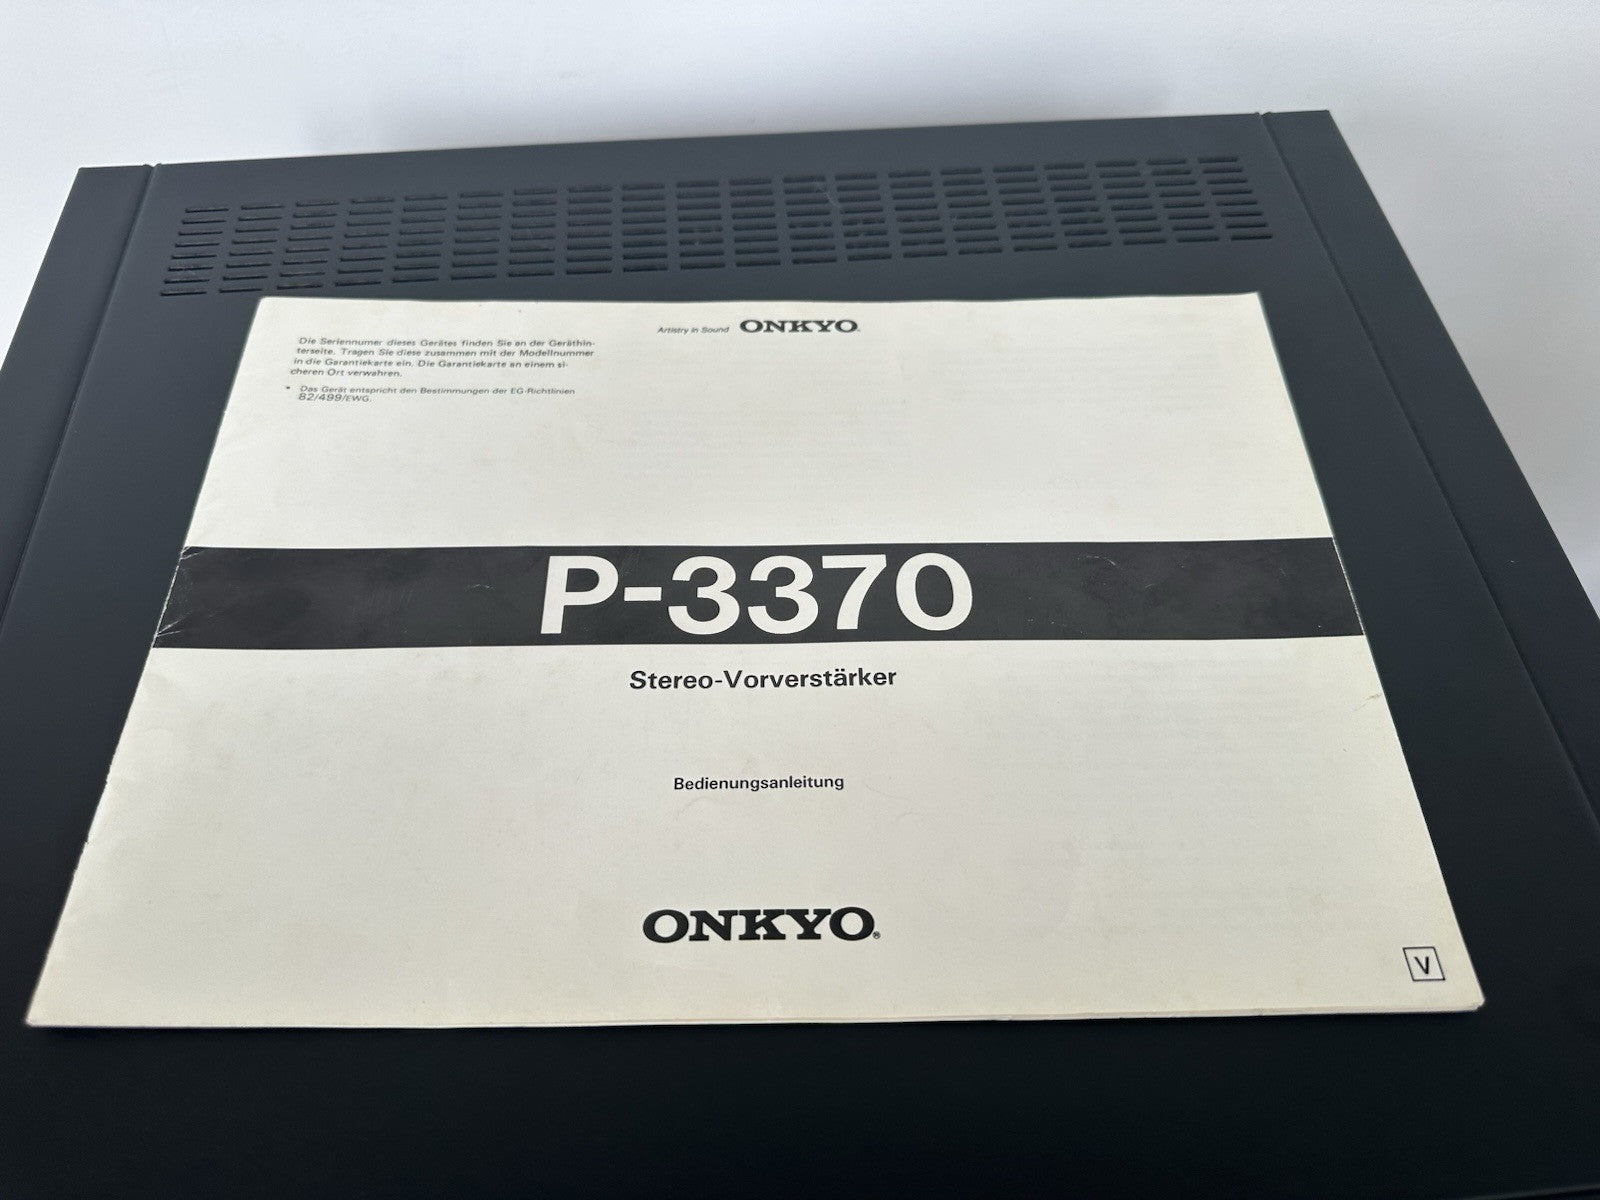 Artistry in Sound ONKYO
Die Seriennumer dieses Gerätes finden Sie an der Geräthin-
terseite. Tragen Sie diese zusammen mit der Modellnummer
in die Garantiekarte ein. Die Garantiekarte an einem si-
cheren Ort verwahren.
* Das Gerät entspricht den Bestimmungen der EG-Richtlinien
82/499/EWG.
P-3370
Stereo-Vorverstärker
Bedienungsanleitung
ONKYO®
V